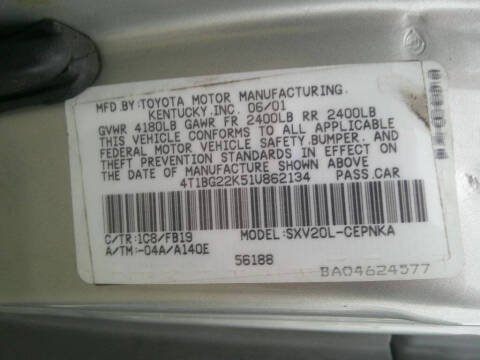 MFD.BY:TOYOTA MOTOR MANUFACTURING,
KENTUCKY,INC. 06/01
GVWR 4180LB GAWR FR 2400LB RR 2400LB
THIS VEHICLE CONFORMS TO ALL APPLICABLE
FEDERAL MOTOR VEHICLE SAFETY,BUMPER, AND
THEFT PREVENTION STANDARDS IN EFFECT ON
THE DATE OF MANUFACTURE SHOWN ABOVE
4T1BG22K51U862134 PASS.CAR
C/TR:1C8/FB19 MODEL:SXV20L-CEPNKA
A/TM:-04A/A140E
56188
BA04624577